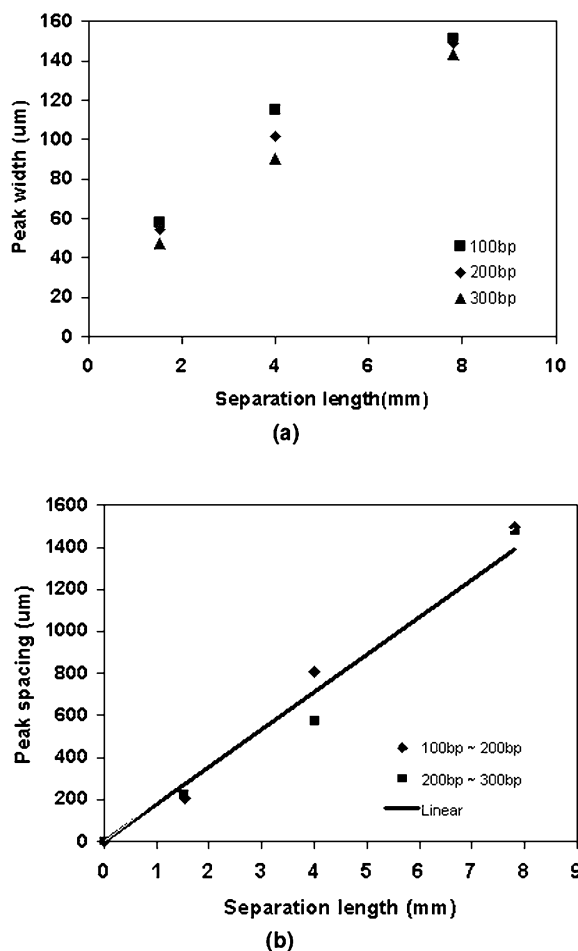 160
140
120
100
80
60
40
20
0
Peak width (um)
100bp
200bp
300bp
0 2 4 6 8 10
Separation length(mm)
(a)
1600
1400
1200
1000
800
600
400
200
0
Peak spacing (um)
100bp ~ 200bp
200bp ~ 300bp
Linear
0 1 2 3 4 5 6 7 8 9
Separation length (mm)
(b)